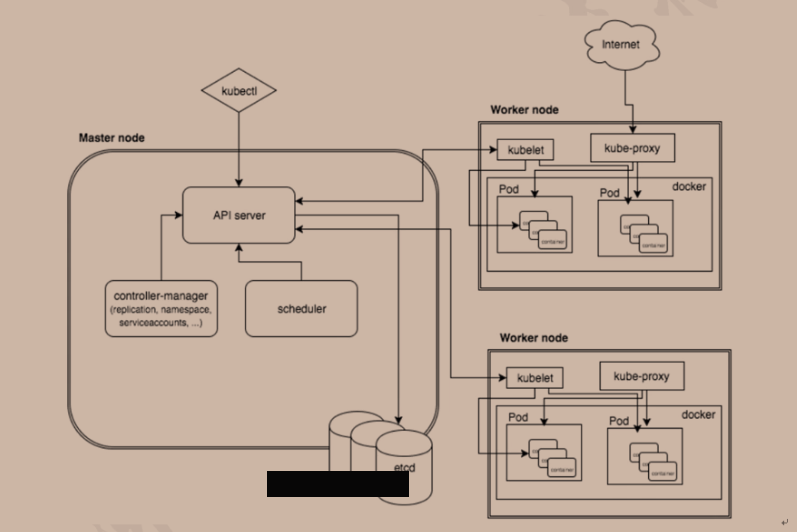 Internet
kubectl
Worker node
Master node
kubelet
kube-proxy
Pod
Pod
docker
container
container
API server
controller-manager
(replication, namespace,
serviceaccounts, ...)
scheduler
Worker node
kubelet
kube-proxy
Pod
Pod
docker
container
container
etcd